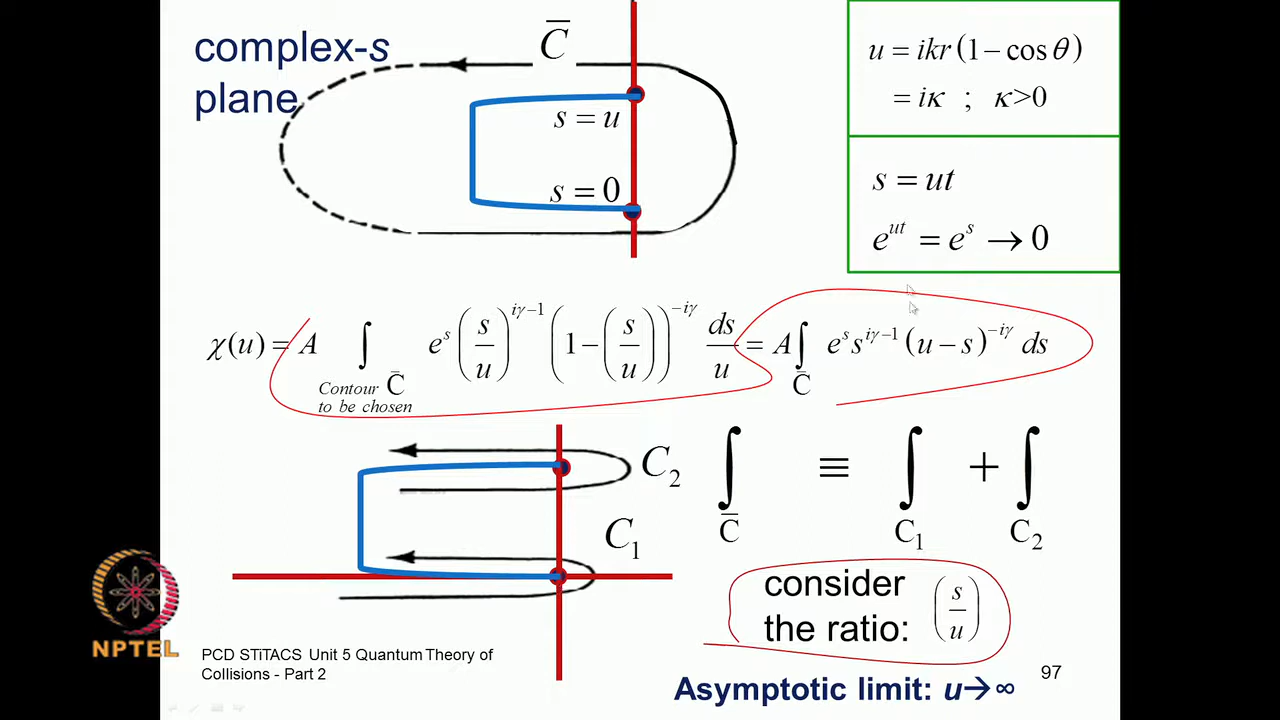 complex-s
plane
C̅
s = u
s = 0
u = ikr(1−cosθ)
= iκ ; κ>0
s = ut
e^{ut} = e^s → 0
χ(u) = A ∫_{Contour C̅ to be chosen} e^s (s/u)^{iγ−1} (1−(s/u))^{−iγ} ds/u = A ∫_{C̅} e^s s^{iγ−1} (u−s)^{−iγ} ds
C₂
C₁
∫_{C̅} ≡ ∫_{C₁} + ∫_{C₂}
consider
the ratio: (s/u)
NPTEL
PCD STiTACS Unit 5 Quantum Theory of
Collisions - Part 2
97
Asymptotic limit: u→∞